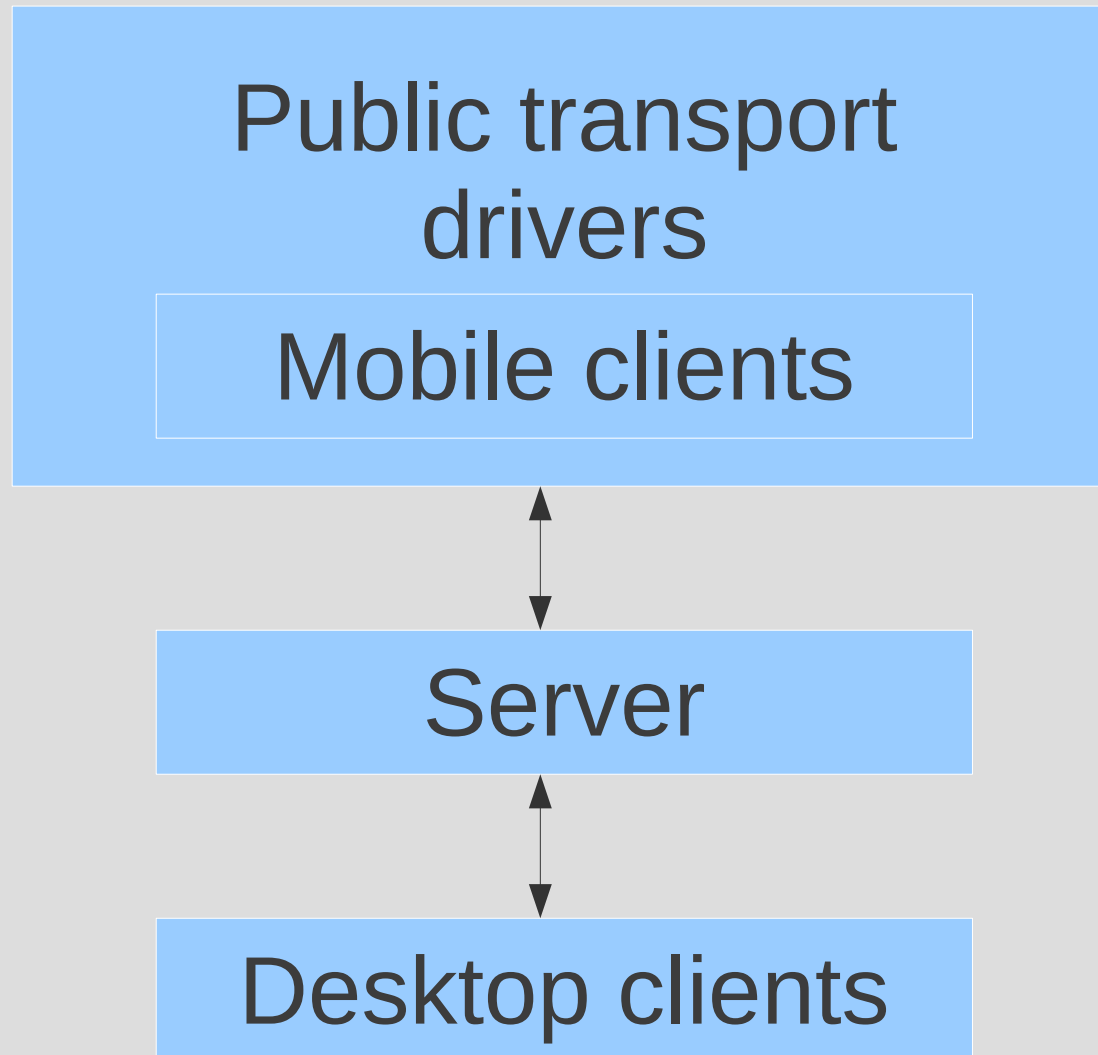 Public transport
drivers
Mobile clients
Server
Desktop clients